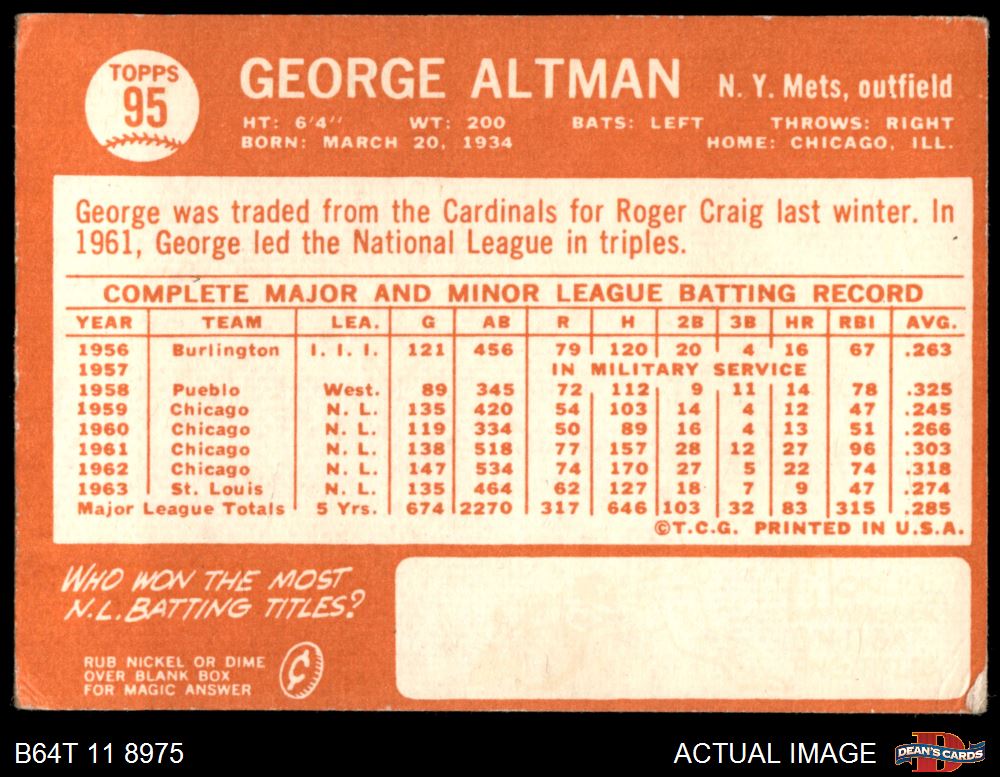 TOPPS
95
GEORGE ALTMAN N. Y. Mets, outfield
HT: 6'4" WT: 200 BATS: LEFT THROWS: RIGHT
BORN: MARCH 20, 1934 HOME: CHICAGO, ILL.
George was traded from the Cardinals for Roger Craig last winter. In
1961, George led the National League in triples.
COMPLETE MAJOR AND MINOR LEAGUE BATTING RECORD
YEAR TEAM LEA. G AB R H 2B 3B HR RBI AVG.
1956 Burlington I. I. I. 121 456 79 120 20 4 16 67 .263
1957 IN MILITARY SERVICE
1958 Pueblo West. 89 345 72 112 9 11 14 78 .325
1959 Chicago N. L. 135 420 54 103 14 4 12 47 .245
1960 Chicago N. L. 119 334 50 89 16 4 13 51 .266
1961 Chicago N. L. 138 518 77 157 28 12 27 96 .303
1962 Chicago N. L. 147 534 74 170 27 5 22 74 .318
1963 St. Louis N. L. 135 464 62 127 18 7 9 47 .274
Major League Totals 5 Yrs. 674 2270 317 646 103 32 83 315 .285
©T.C.G. PRINTED IN U.S.A.
WHO WON THE MOST
N.L. BATTING TITLES?
RUB NICKEL OR DIME
OVER BLANK BOX
FOR MAGIC ANSWER
¢
B64T 11 8975 ACTUAL IMAGE DEAN'S CARDS